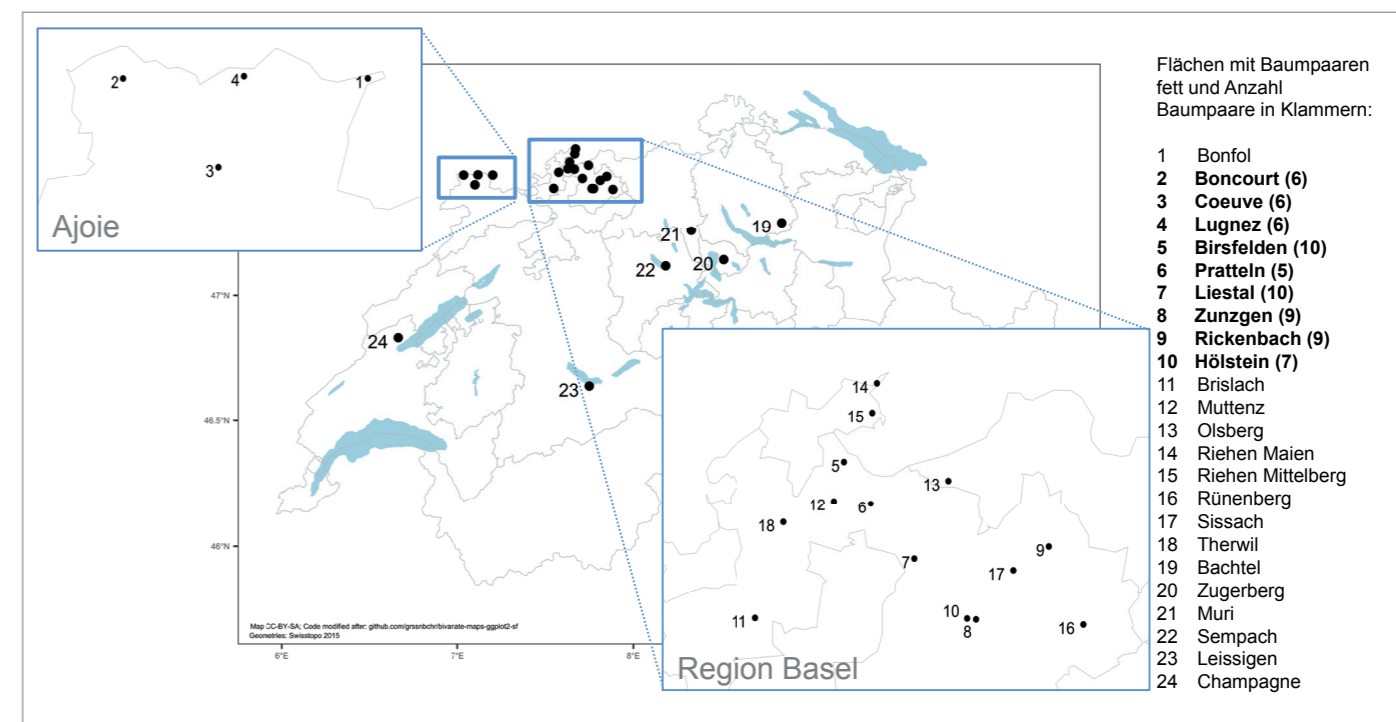 2
4
1
3
Ajoie
19
21
20
22
24
23
47°N
46.5°N
46°N
6°E
7°E
8°E
Map CC-BY-SA; Code modified after: github.com/grssnbchr/bivarate-maps-ggplot2-sf
Geometries: Swisstopo 2015
14
15
5
13
12
6
18
7
9
17
11
10
8
16
Region Basel
Flächen mit Baumpaaren
fett und Anzahl
Baumpaare in Klammern:
1 Bonfol
2 Boncourt (6)
3 Coeuve (6)
4 Lugnez (6)
5 Birsfelden (10)
6 Pratteln (5)
7 Liestal (10)
8 Zunzgen (9)
9 Rickenbach (9)
10 Hölstein (7)
11 Brislach
12 Muttenz
13 Olsberg
14 Riehen Maien
15 Riehen Mittelberg
16 Rünenberg
17 Sissach
18 Therwil
19 Bachtel
20 Zugerberg
21 Muri
22 Sempach
23 Leissigen
24 Champagne